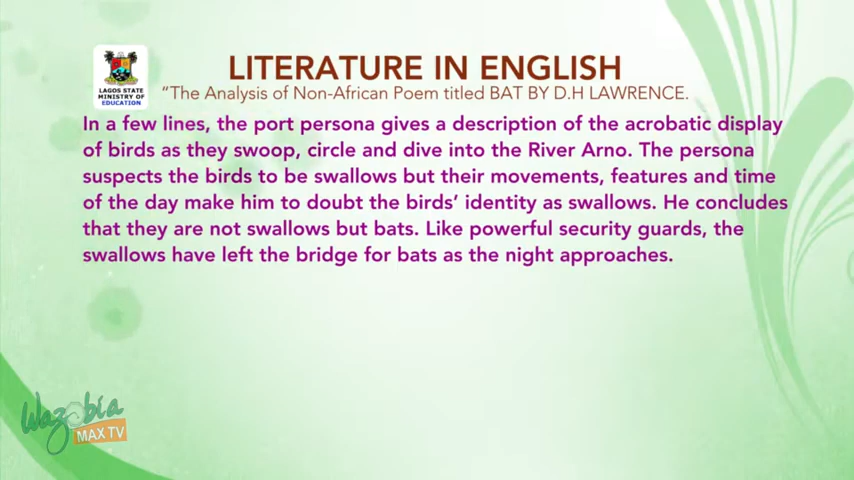 LITERATURE IN ENGLISH
LAGOS STATE
MINISTRY OF
EDUCATION
“The Analysis of Non-African Poem titled BAT BY D.H LAWRENCE.
In a few lines, the port persona gives a description of the acrobatic display
of birds as they swoop, circle and dive into the River Arno. The persona
suspects the birds to be swallows but their movements, features and time
of the day make him to doubt the birds’ identity as swallows. He concludes
that they are not swallows but bats. Like powerful security guards, the
swallows have left the bridge for bats as the night approaches.
Wazobia
MAX TV